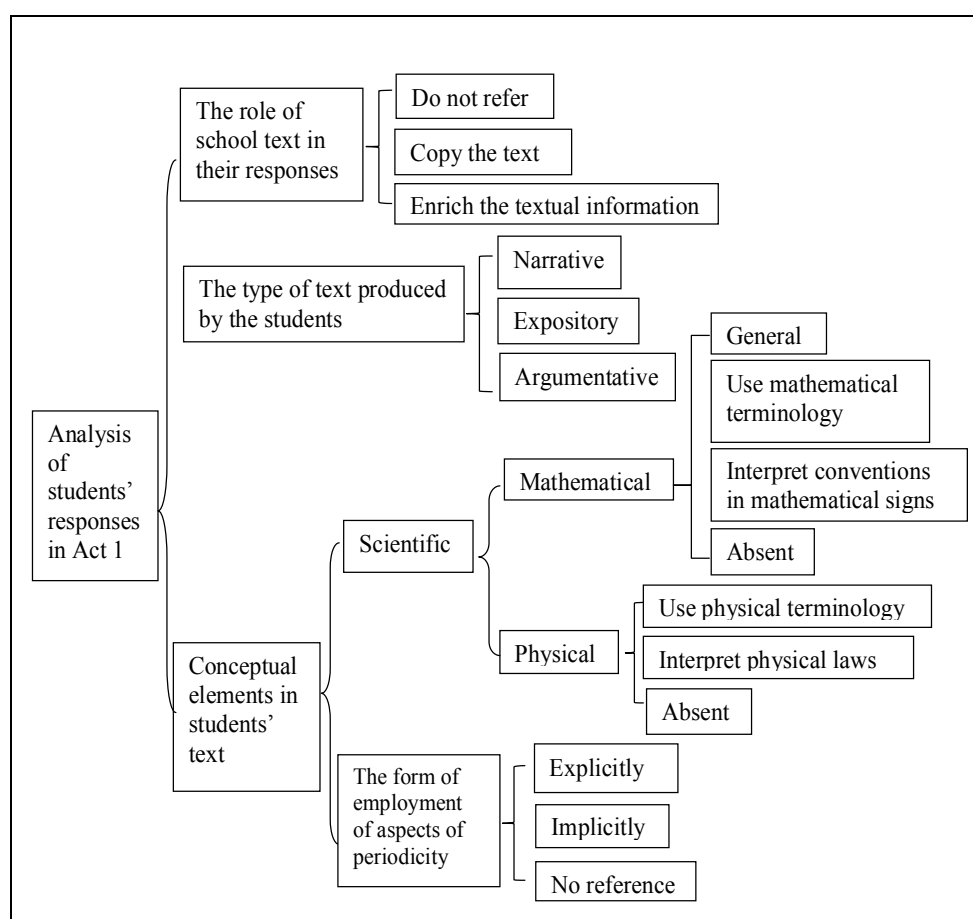 The role of
school text in
their responses
Do not refer
Copy the text
Enrich the textual information
The type of text produced
by the students
Narrative
Expository
Argumentative
Analysis
of
students’
responses
in Act 1
Conceptual
elements in
students’
text
Scientific
Mathematical
General
Use mathematical
terminology
Interpret conventions
in mathematical signs
Absent
Physical
Use physical terminology
Interpret physical laws
Absent
The form of
employment
of aspects of
periodicity
Explicitly
Implicitly
No reference